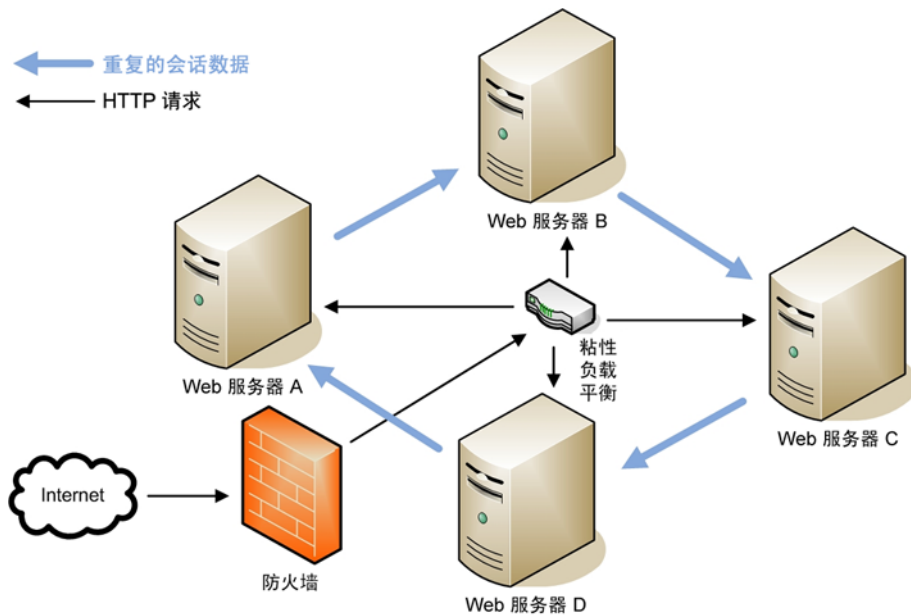 重复的会话数据
HTTP 请求
Web 服务器 B
Web 服务器 A
粘性
负载
平衡
Web 服务器 C
Internet
防火墙
Web 服务器 D